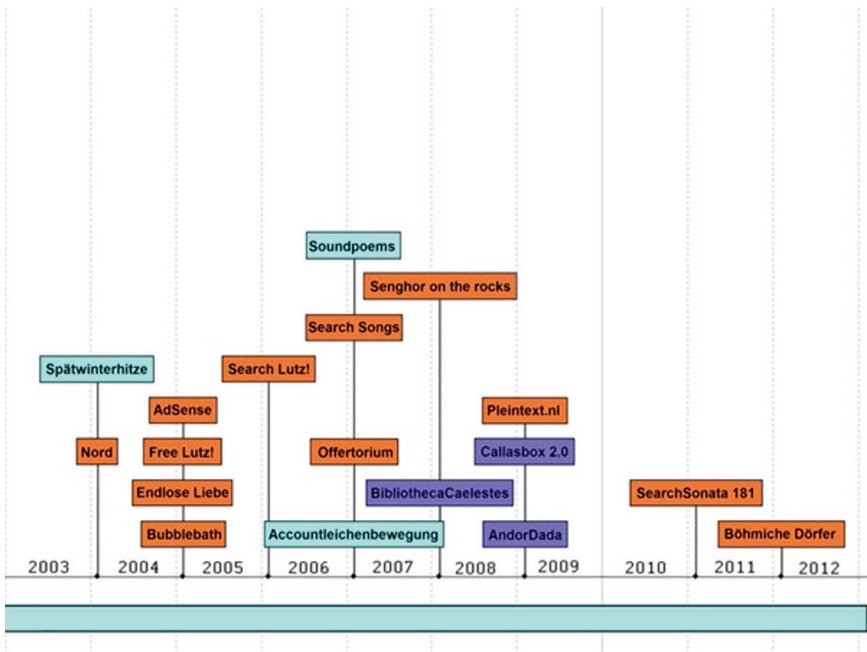 Soundpoems
Senghor on the rocks
Search Songs
Spätwinterhitze
Search Lutz!
AdSense
Pleintext.nl
Nord
Free Lutz!
Offertorium
Callasbox 2.0
Endlose Liebe
BibliothecaCaelestes
SearchSonata 181
Bubblebath
Accountleichenbewegung
AndorDada
Böhmiche Dörfer
2003 2004 2005 2006 2007 2008 2009 2010 2011 2012